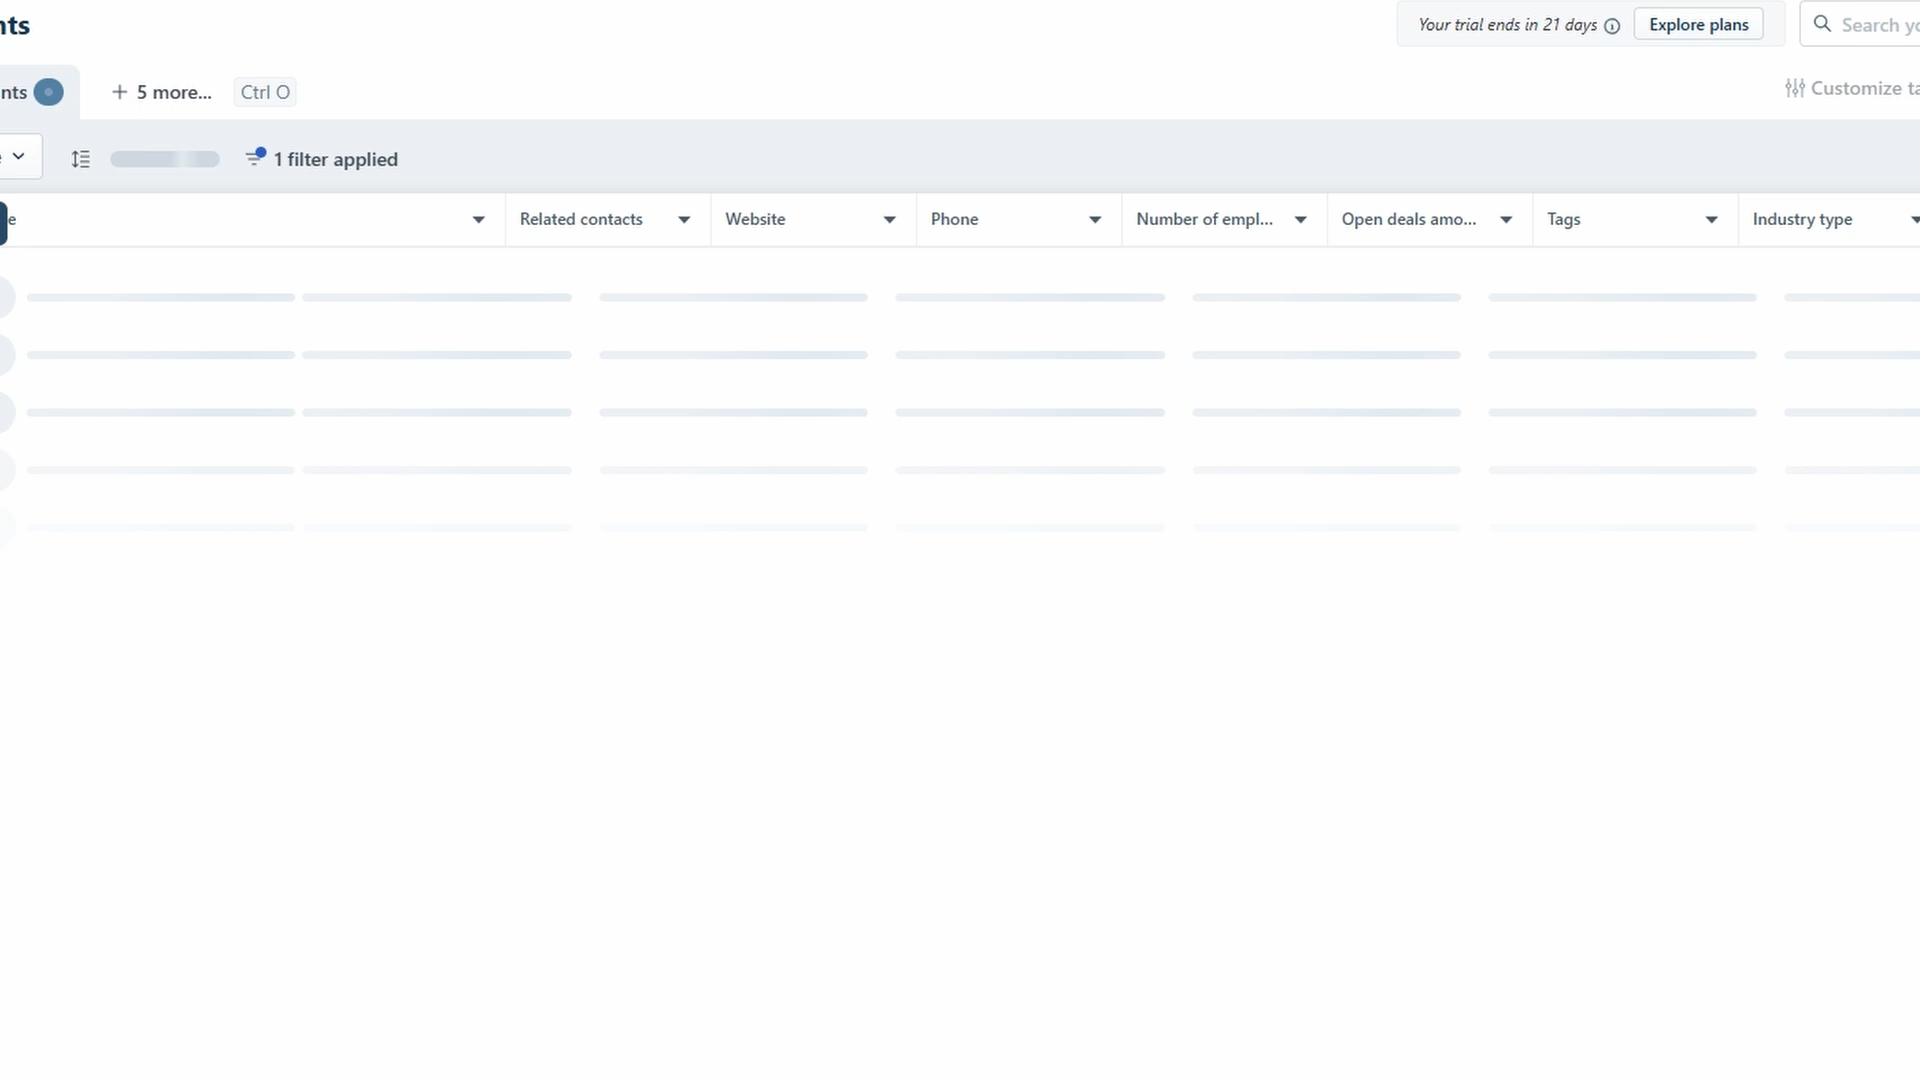 nts
Your trial ends in 21 days Explore plans Search yo
nts + 5 more... Ctrl O Customize ta
1 filter applied
e Related contacts Website Phone Number of empl... Open deals amo... Tags Industry type